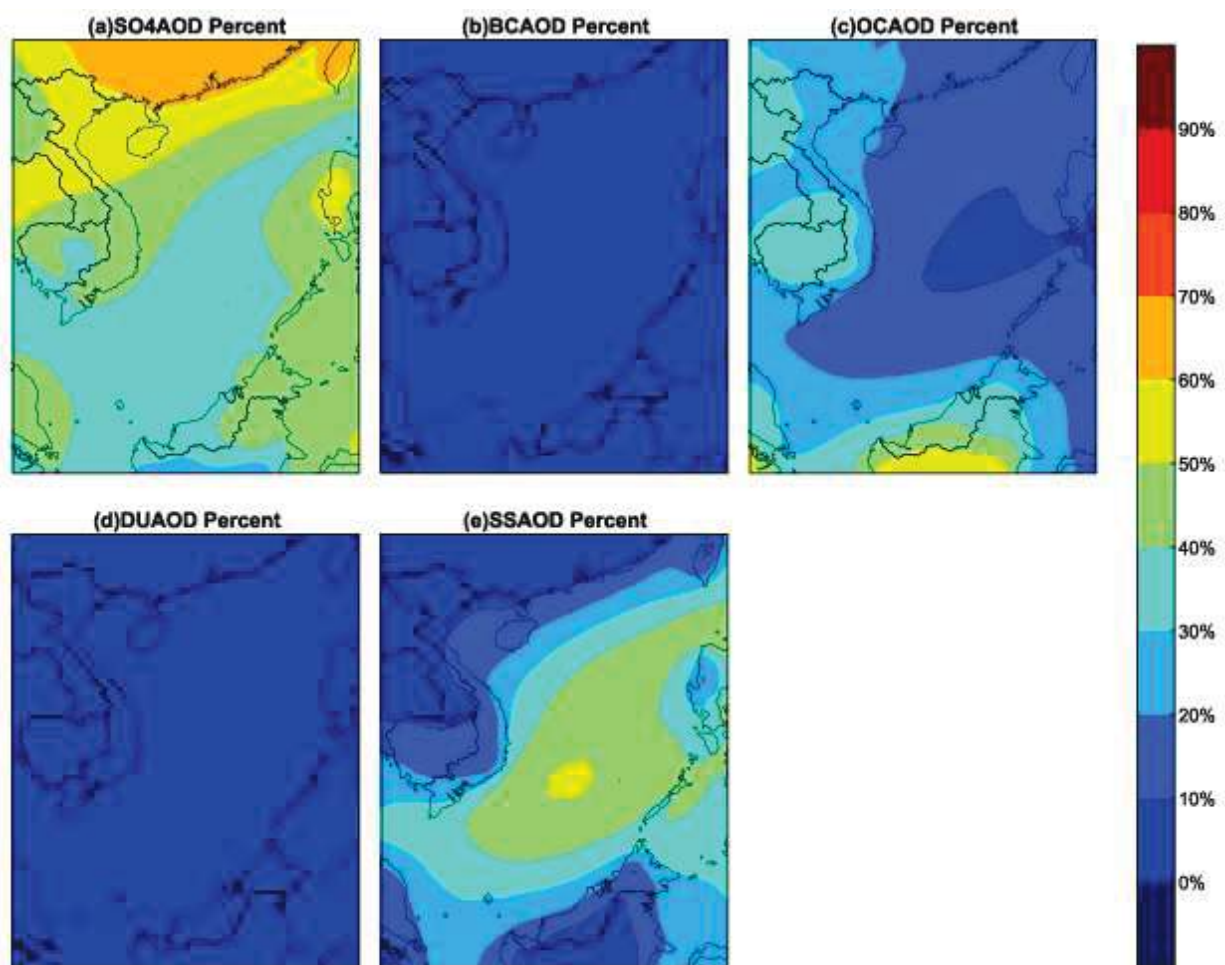 (a)SO4AOD Percent
(b)BCAOD Percent
(c)OCAOD Percent
90%
80%
70%
60%
50%
40%
30%
20%
10%
0%
(d)DUAOD Percent
(e)SSAOD Percent